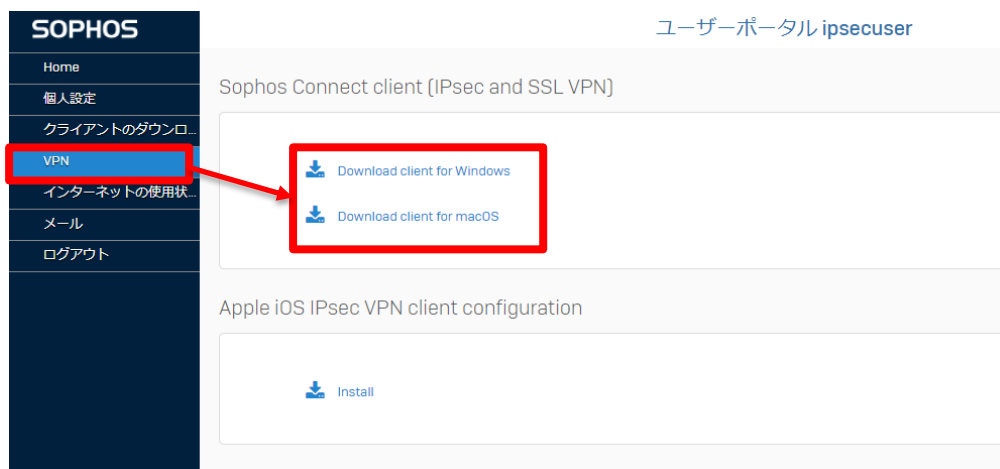 SOPHOS
ユーザーポータル ipsecuser
Home
個人設定
クライアントのダウンロ...
VPN
インターネットの使用状...
メール
ログアウト
Sophos Connect client (IPsec and SSL VPN)
Download client for Windows
Download client for macOS
Apple iOS IPsec VPN client configuration
Install